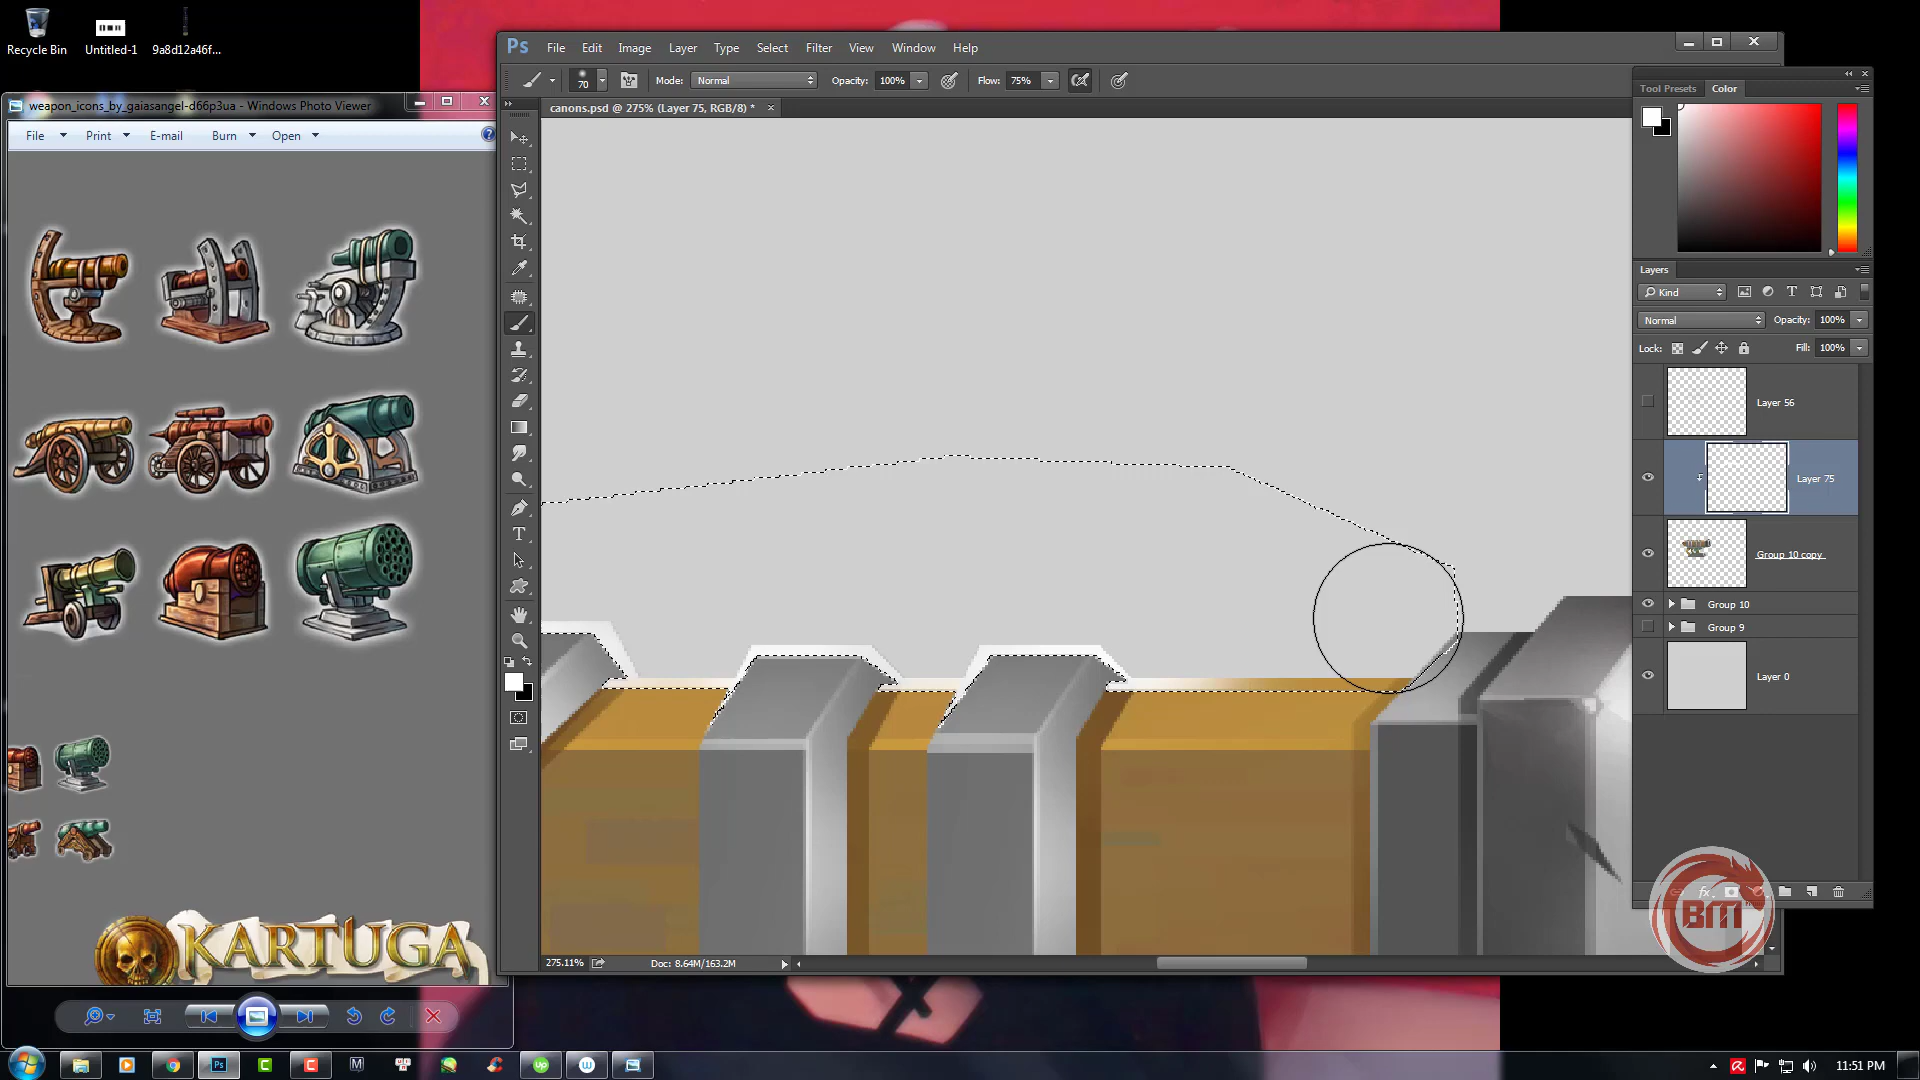 Recycle Bin
Untitled-1
9a8d12a46f...
weapon_icons_by_gaiasangel-d66p3ua - Windows Photo Viewer
File
Print
E-mail
Burn
Open
KARTUGA
Ps
File
Edit
Image
Layer
Type
Select
Filter
View
Window
Help
70
Mode:
Normal
Opacity:
100%
Flow:
75%
canons.psd @ 275% (Layer 75, RGB/8) *
275.11%
Doc: 8.64M/163.2M
Tool Presets
Color
Layers
Kind
Normal
Opacity:
100%
Lock:
Fill:
100%
Layer 56
Layer 75
Group 10 copy
Group 10
Group 9
Layer 0
fx
BM
11:51 PM